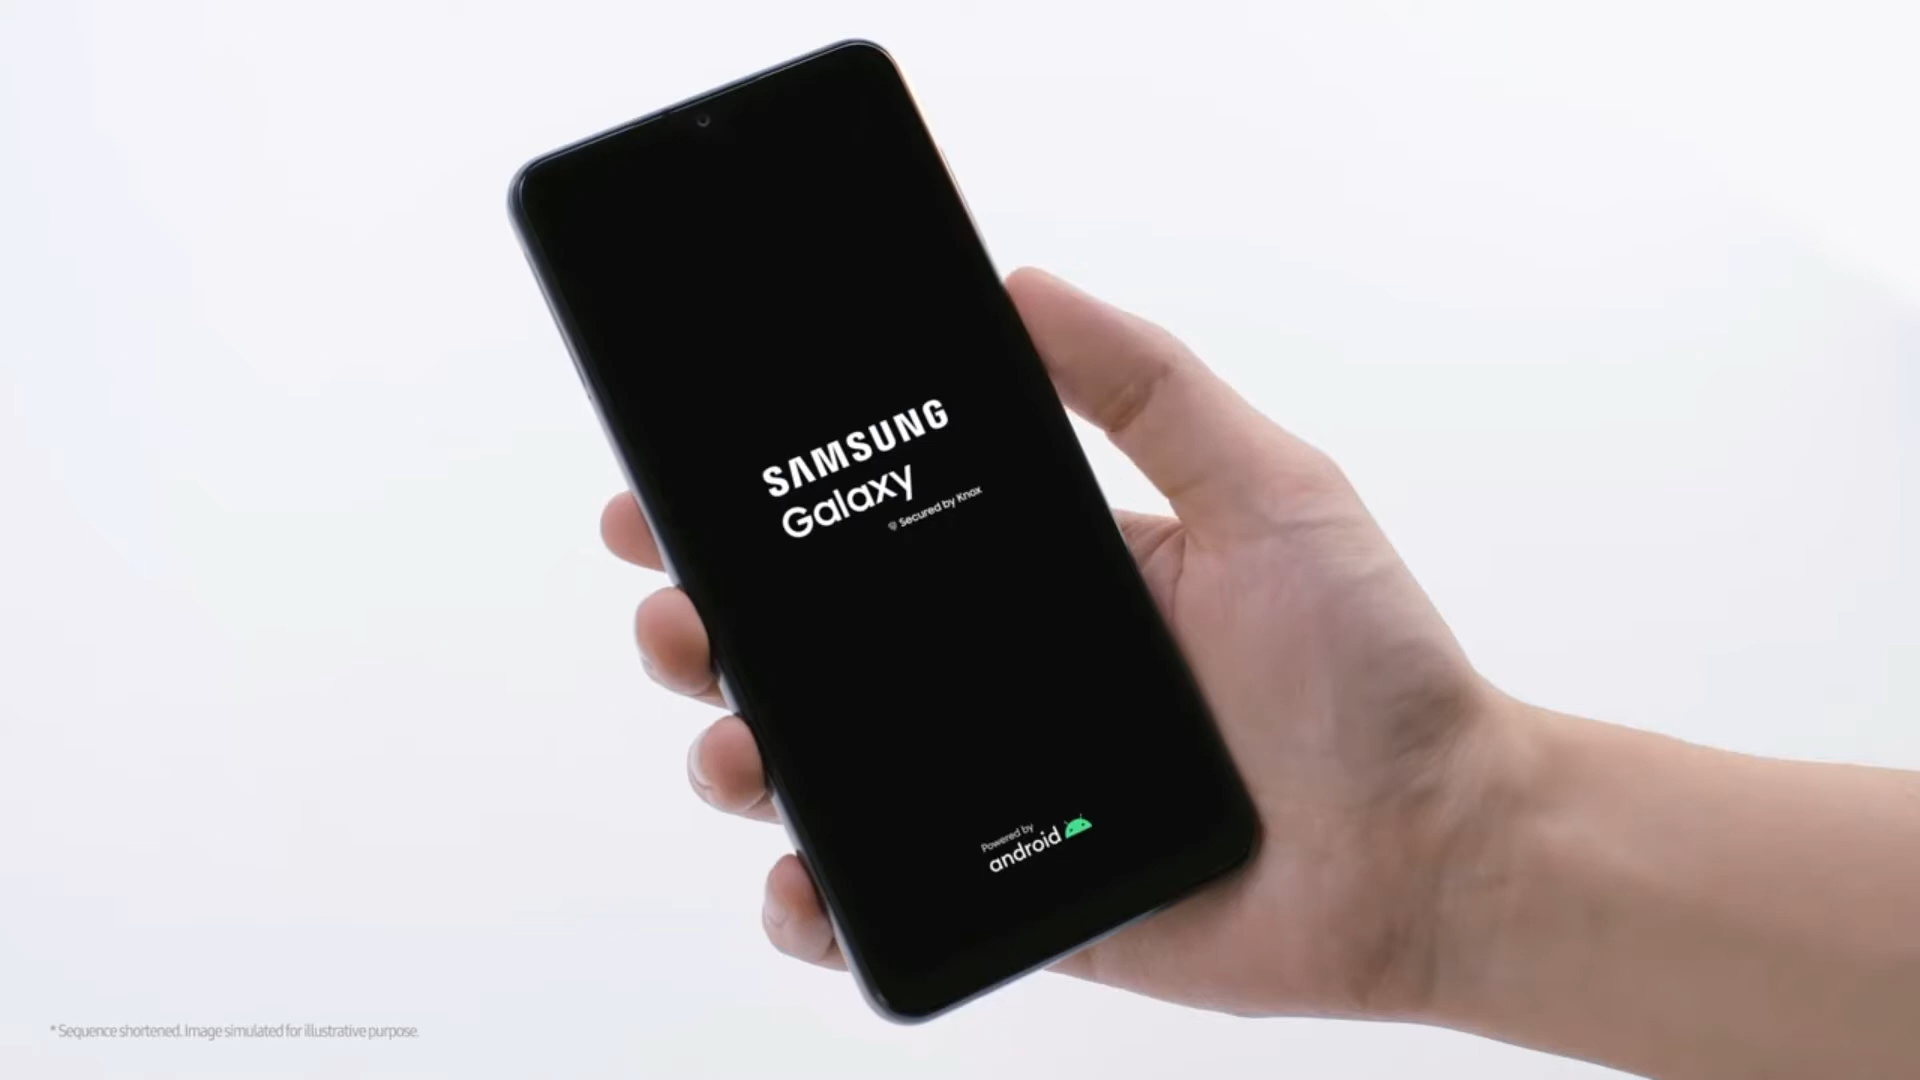 SAMSUNG
Galaxy
Secured by Knox
Powered by
android
* Sequence shortened. Image simulated for illustrative purpose.